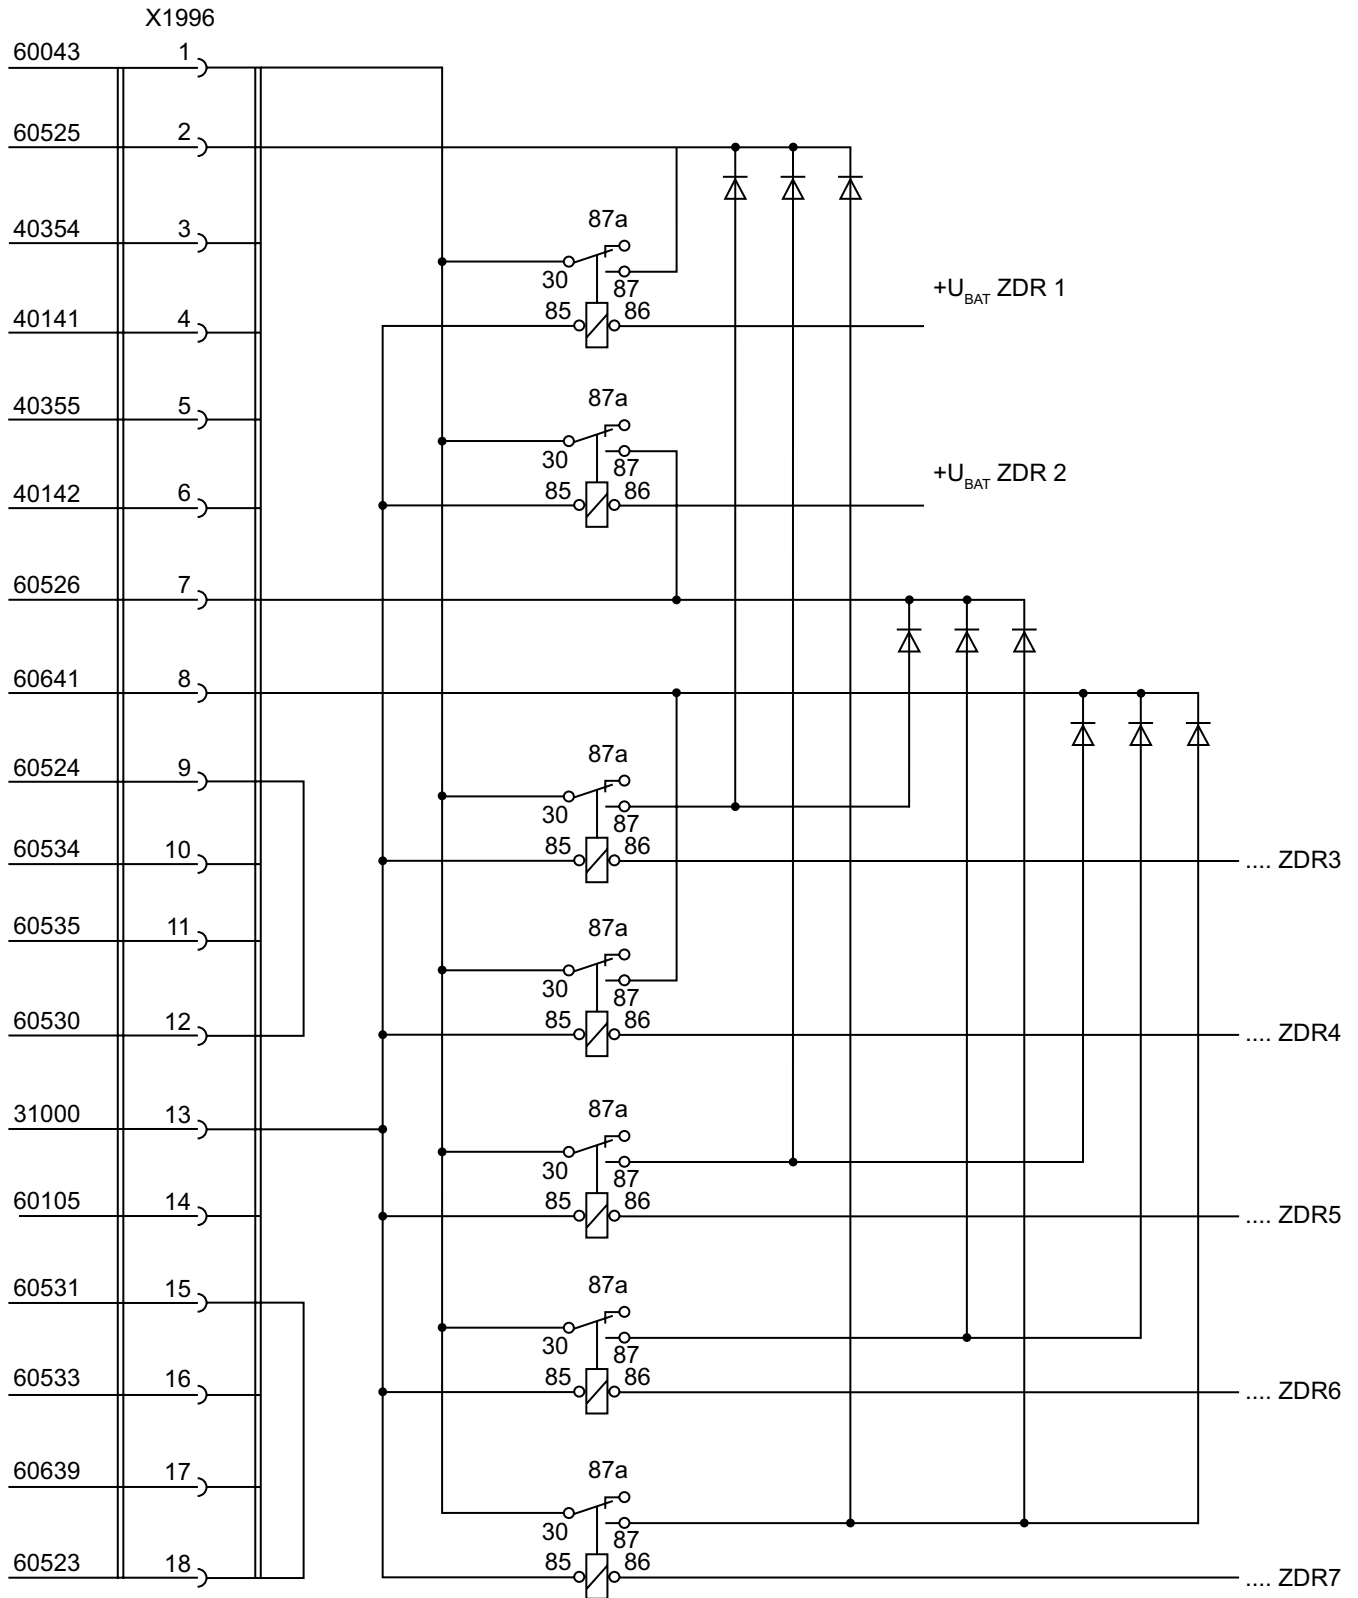 X1996
60043 1
60525 2
40354 3
87a
30 87
+UBAT ZDR 1
40141 4
85 86
40355 5
87a
30 87
+UBAT ZDR 2
40142 6
85 86
60526 7
60641 8
60524 9
87a
30 87
60534 10
85 86
.... ZDR3
60535 11
87a
30 87
60530 12
85 86
.... ZDR4
31000 13
87a
30 87
60105 14
85 86
.... ZDR5
60531 15
87a
30 87
60533 16
85 86
.... ZDR6
60639 17
87a
30 87
60523 18
85 86
.... ZDR7